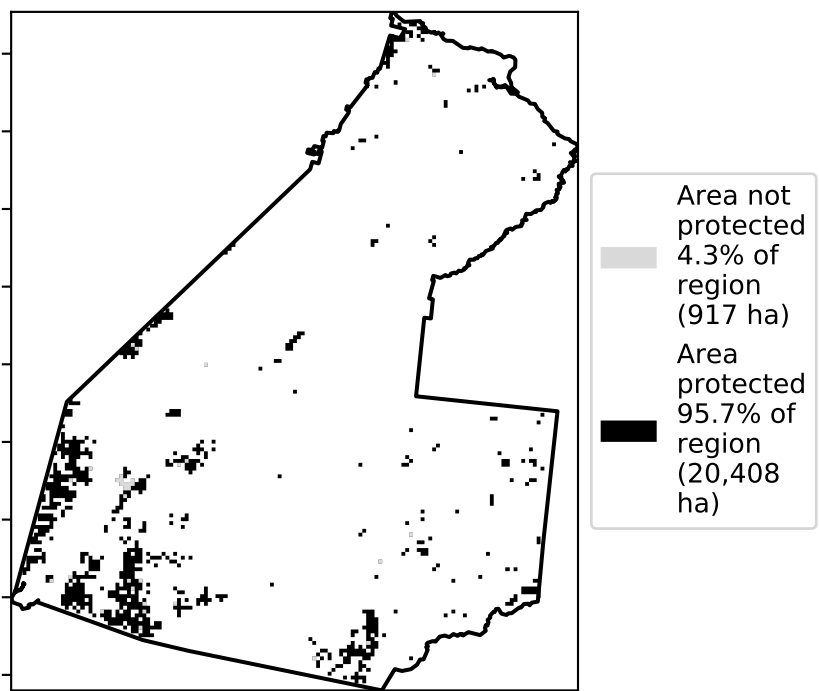 Area not
protected
4.3% of
region
(917 ha)
Area
protected
95.7% of
region
(20,408
ha)